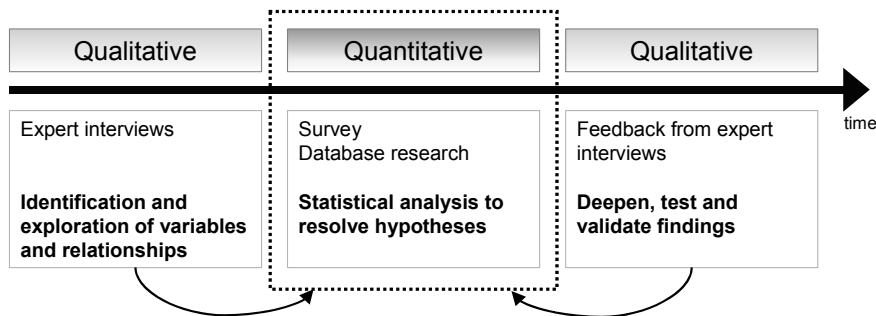 Qualitative
Quantitative
Qualitative
time
Expert interviews
Identification and
exploration of variables
and relationships
Survey
Database research
Statistical analysis to
resolve hypotheses
Feedback from expert
interviews
Deepen, test and
validate findings